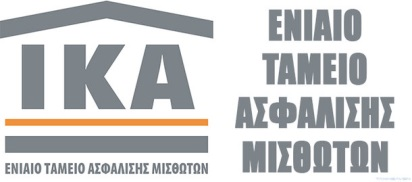 ΙΚΑ
ΕΝΙΑΙΟ ΤΑΜΕΙΟ ΑΣΦΑΛΙΣΗΣ ΜΙΣΘΩΤΩΝ
ΕΝΙΑΙΟ
ΤΑΜΕΙΟ
ΑΣΦΑΛΙΣΗΣ
ΜΙΣΘΩΤΩΝ